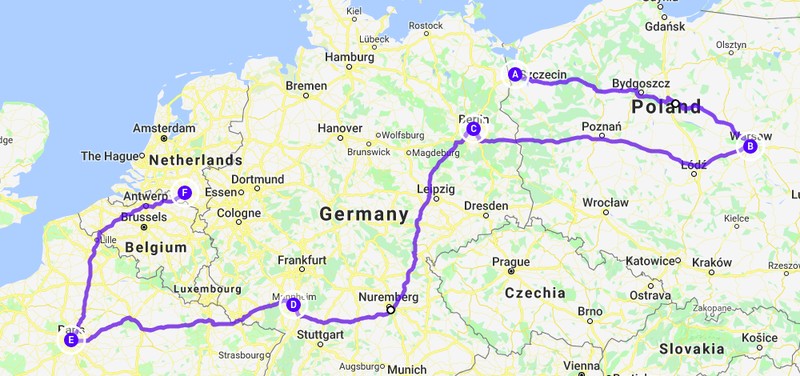 Gdynia
Gdańsk
Kiel
Rostock
Lübeck
Hamburg
Olsztyn
A
Szczecin
Bydgoszcz
Bremen
Poland
Berlin
C
Amsterdam
Hanover
Wolfsburg
Poznań
Warsaw
B
The Hague
Netherlands
Brunswick
Magdeburg
Łódź
Dortmund
Essen
Leipzig
F
Antwerp
Cologne
Germany
Dresden
Wrocław
Kielce
Brussels
Lille
Belgium
Frankfurt
Prague
Katowice
Kraków
Rzeszow
Luxembourg
Mannheim
D
Nuremberg
Czechia
Ostrava
Zakopane
Paris
E
Stuttgart
Brno
Košice
Strasbourg
Slovakia
Augsburg
Munich
Vienna